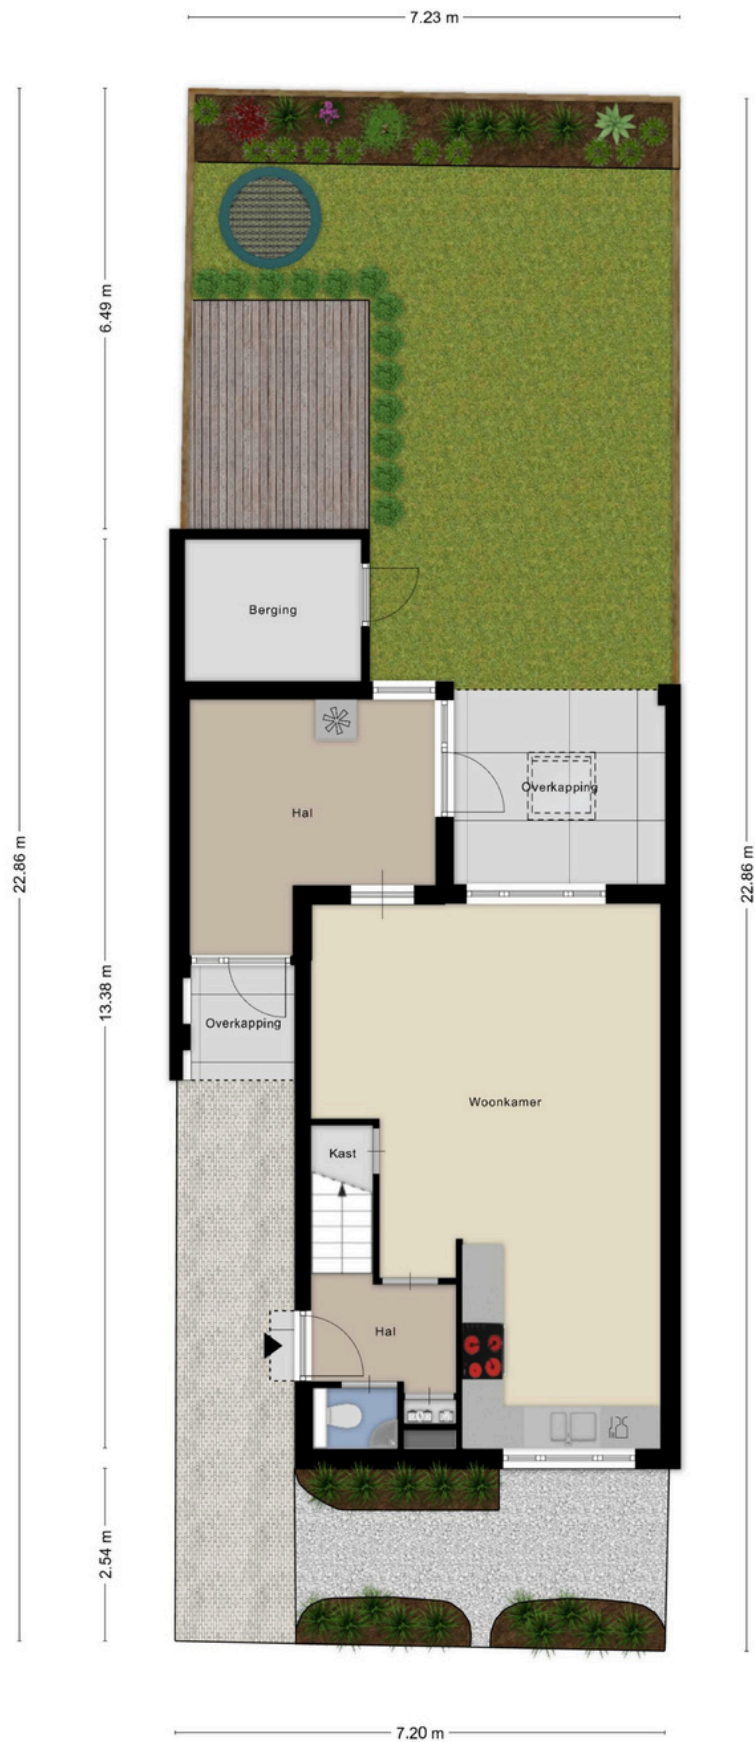 7.23 m
6.49 m
Berging
Hal
Overkapping
22.86 m
22.86 m
13.38 m
Overkapping
Woonkamer
Kast
Hal
2.54 m
7.20 m